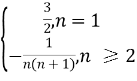 { 3/2, n = 1
−1/(n(n + 1)), n ⩾ 2